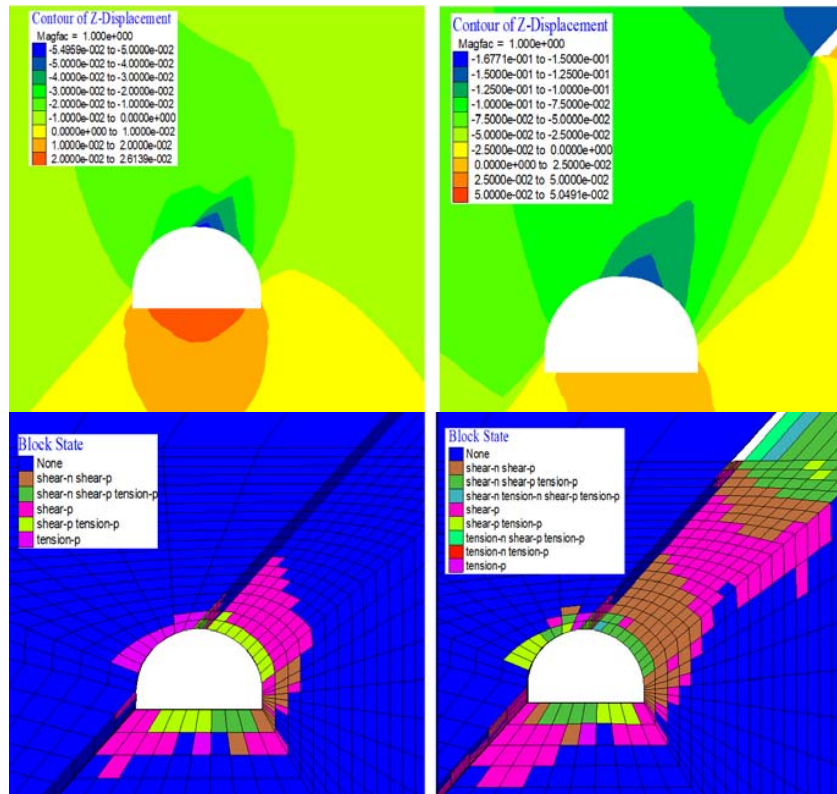 Contour of Z-Displacement
Magfac = 1.000e+000
-5.4959e-002 to -5.0000e-002
-5.0000e-002 to -4.0000e-002
-4.0000e-002 to -3.0000e-002
-3.0000e-002 to -2.0000e-002
-2.0000e-002 to -1.0000e-002
-1.0000e-002 to 0.0000e+000
0.0000e+000 to 1.0000e-002
1.0000e-002 to 2.0000e-002
2.0000e-002 to 2.6139e-002
Contour of Z-Displacement
Magfac = 1.000e+000
-1.6771e-001 to -1.5000e-001
-1.5000e-001 to -1.2500e-001
-1.2500e-001 to -1.0000e-001
-1.0000e-001 to -7.5000e-002
-7.5000e-002 to -5.0000e-002
-5.0000e-002 to -2.5000e-002
-2.5000e-002 to 0.0000e+000
0.0000e+000 to 2.5000e-002
2.5000e-002 to 5.0000e-002
5.0000e-002 to 5.0491e-002
Block State
None
shear-n shear-p
shear-n shear-p tension-p
shear-p
shear-p tension-p
tension-p
Block State
None
shear-n shear-p
shear-n shear-p tension-p
shear-n tension-n shear-p tension-p
shear-p
shear-p tension-p
tension-n shear-p tension-p
tension-n tension-p
tension-p